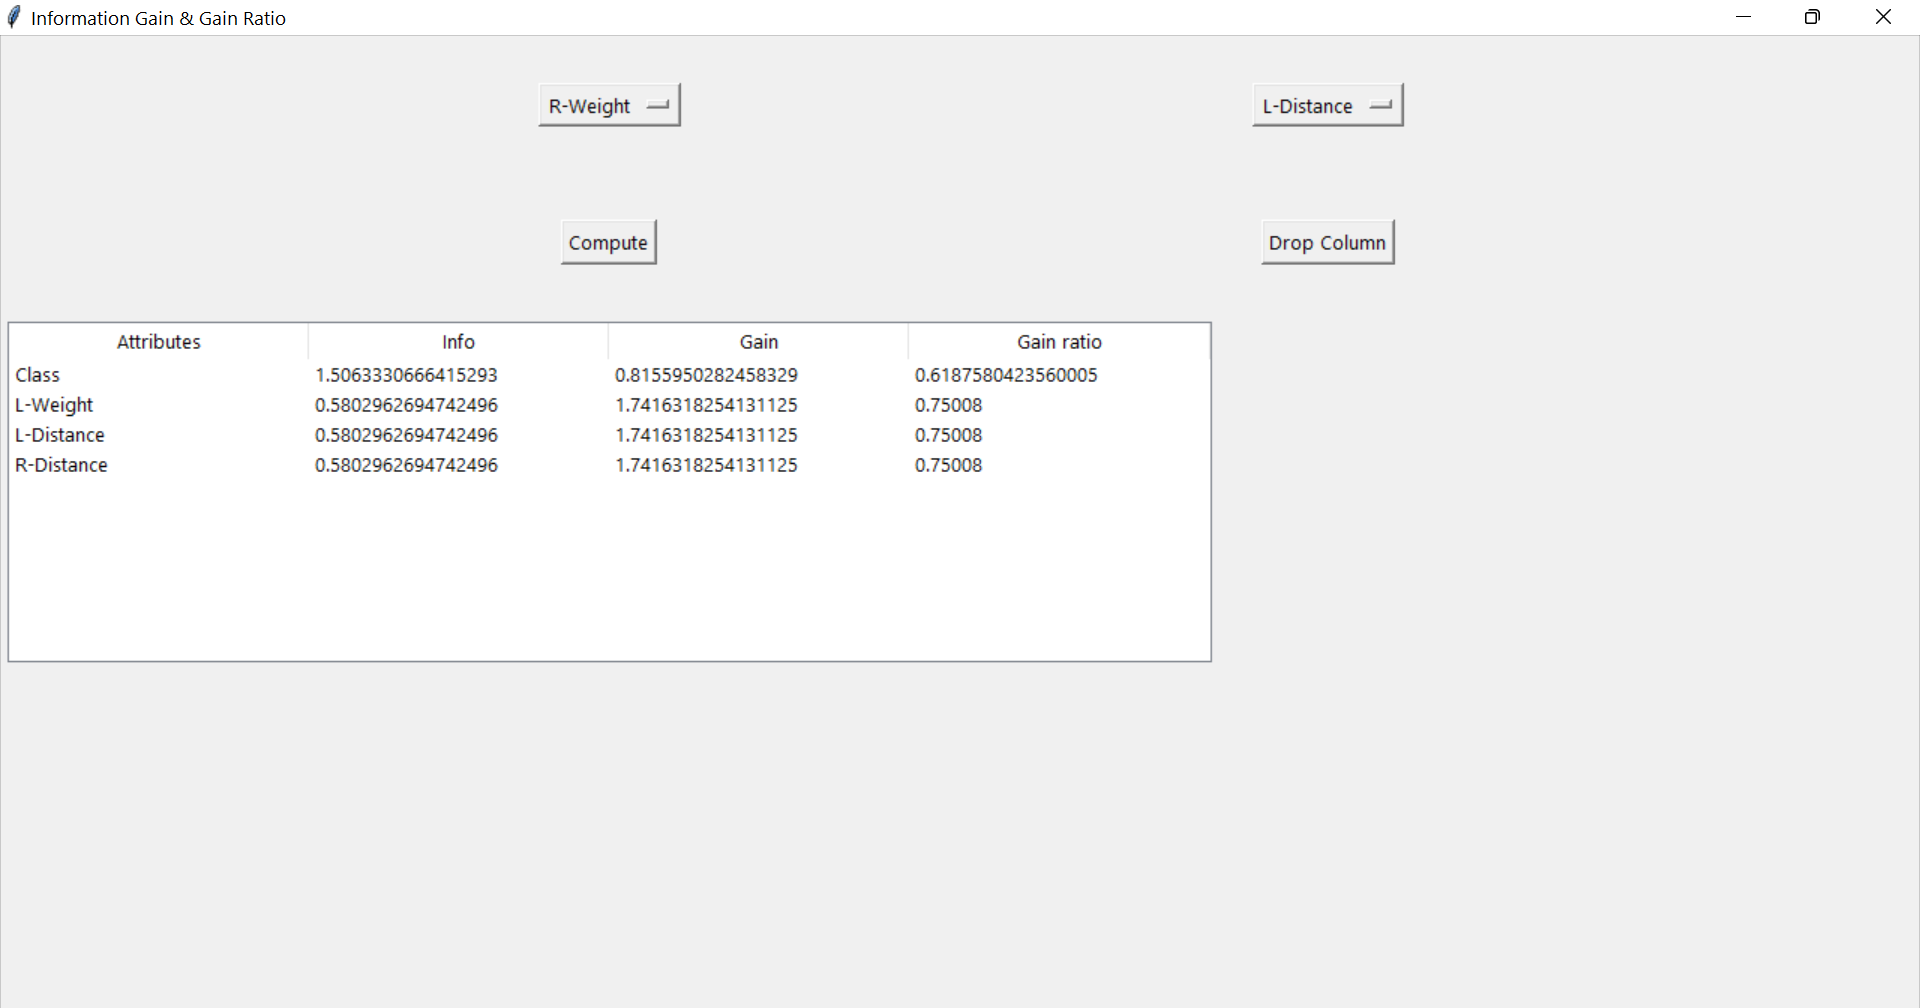 Information Gain & Gain Ratio
R-Weight L-Distance
Compute Drop Column
Attributes Info Gain Gain ratio
Class 1.5063330666415293 0.8155950282458329 0.6187580423560005
L-Weight 0.5802962694742496 1.7416318254131125 0.75008
L-Distance 0.5802962694742496 1.7416318254131125 0.75008
R-Distance 0.5802962694742496 1.7416318254131125 0.75008